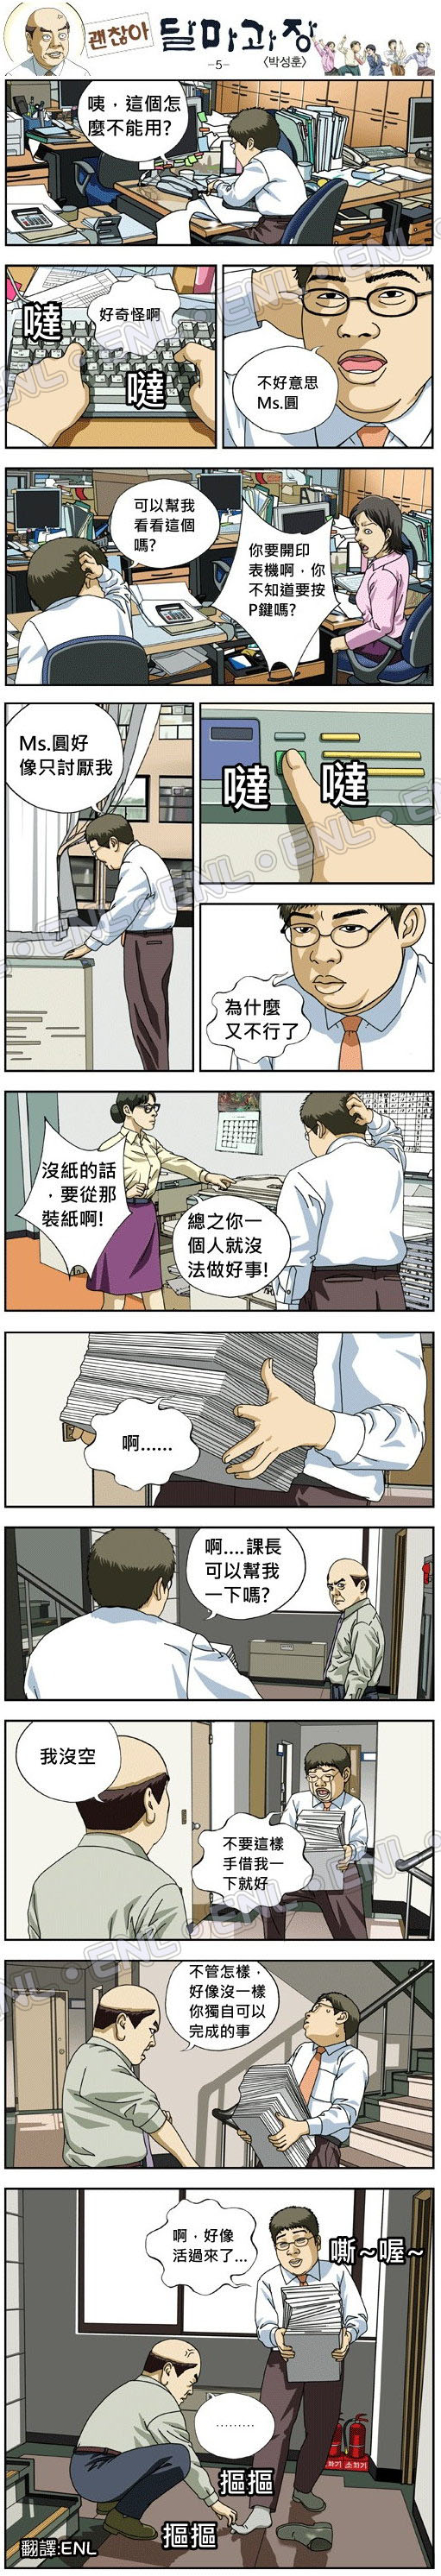 괜찮아
달마과장
-5-
<박성훈>
咦，這個怎
麼不能用?
噠
好奇怪啊
噠
不好意思
Ms.圓
可以幫我
看看這個
嗎?
你要開印
表機啊，你
不知道要按
P鍵嗎?
Ms.圓好
像只討厭我
噠
噠
為什麼
又不行了
沒紙的話
，要從那
裝紙啊!
總之你一
個人就沒
法做好事!
啊......
啊....課長
可以幫我
一下嗎?
我沒空
不要這樣
手借我一
下就好
不管怎樣，
好像沒一樣
你獨自可以
完成的事
啊，好像
活過來了...
嘶~喔~
.........
摳摳
摳摳
소화기
翻譯:ENL
ENL